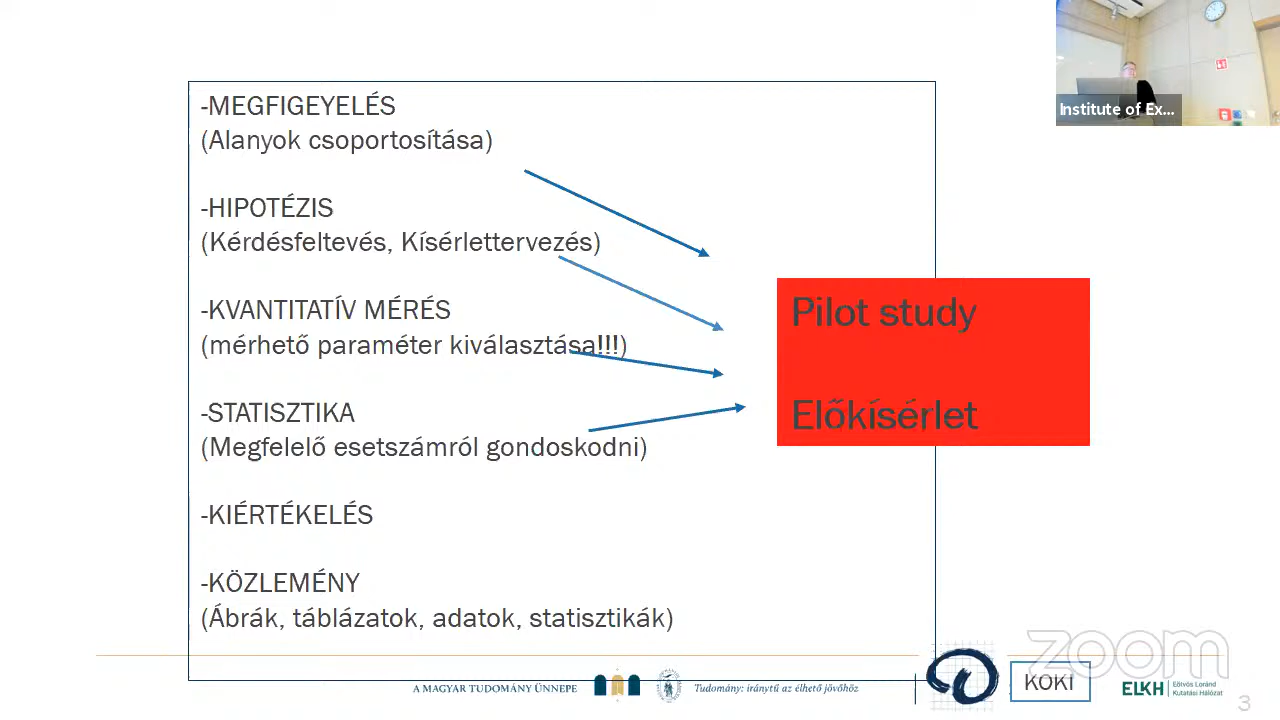 -MEGFIGEYELÉS
(Alanyok csoportosítása)
-HIPOTÉZIS
(Kérdésfeltevés, Kísérlettervezés)
-KVANTITATÍV MÉRÉS
(mérhető paraméter kiválasztása!!!)
-STATISZTIKA
(Megfelelő esetszámról gondoskodni)
-KIÉRTÉKELÉS
-KÖZLEMÉNY
(Ábrák, táblázatok, adatok, statisztikák)
Pilot study
Előkísérlet
Institute of Ex...
A MAGYAR TUDOMÁNY ÜNNEPE
Tudomány: iránytű az élhető jövőhöz
KOKI
ELKH
Eötvös Loránd
Kutatási Hálózat
zoom
3